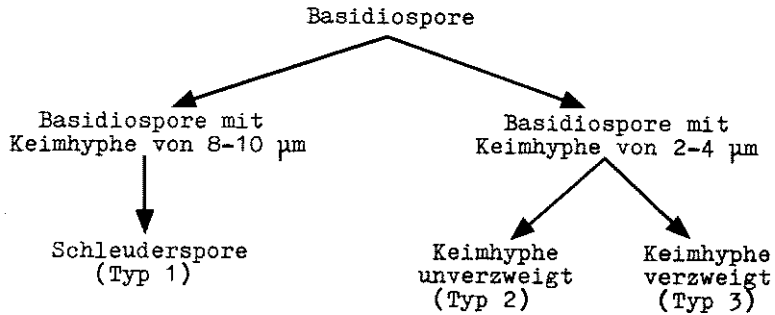 Basidiospore
Basidiospore mit
Keimhyphe von 8-10 µm
Basidiospore mit
Keimhyphe von 2-4 µm
Schleuderspore
(Typ 1)
Keimhyphe
unverzweigt
(Typ 2)
Keimhyphe
verzweigt
(Typ 3)